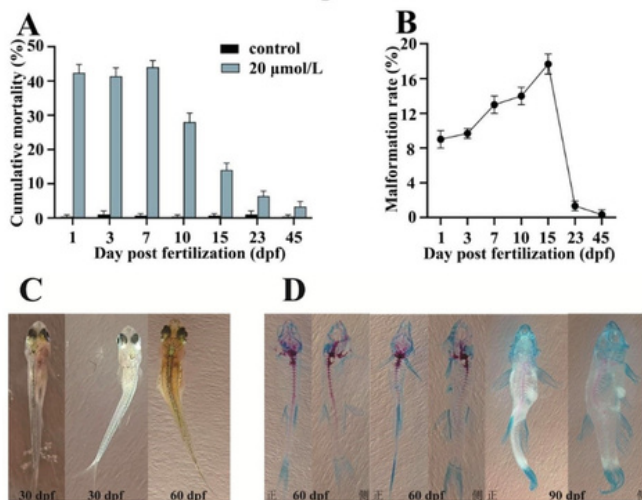 A
Cumulative mortality (%)
50
40
30
20
10
0
control
20 μmol/L
1 3 7 10 15 23 45
Day post fertilization (dpf)
B
Malformation rate (%)
20
16
12
8
4
0
1 3 7 10 15 23 45
Day post fertilization (dpf)
C
30 dpf 30 dpf 60 dpf
D
正 60 dpf 側 正 60 dpf 側 正 90 dpf